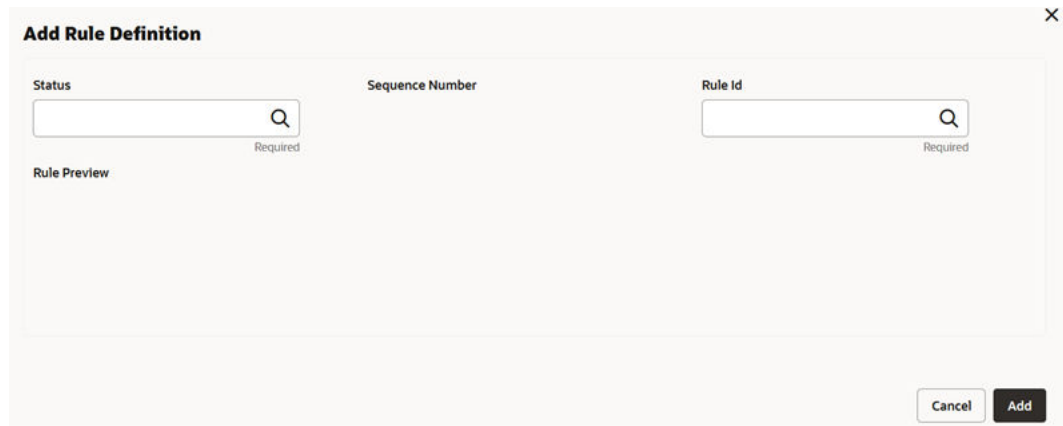 Add Rule Definition
Status Sequence Number Rule Id
Required Required
Rule Preview
Cancel Add